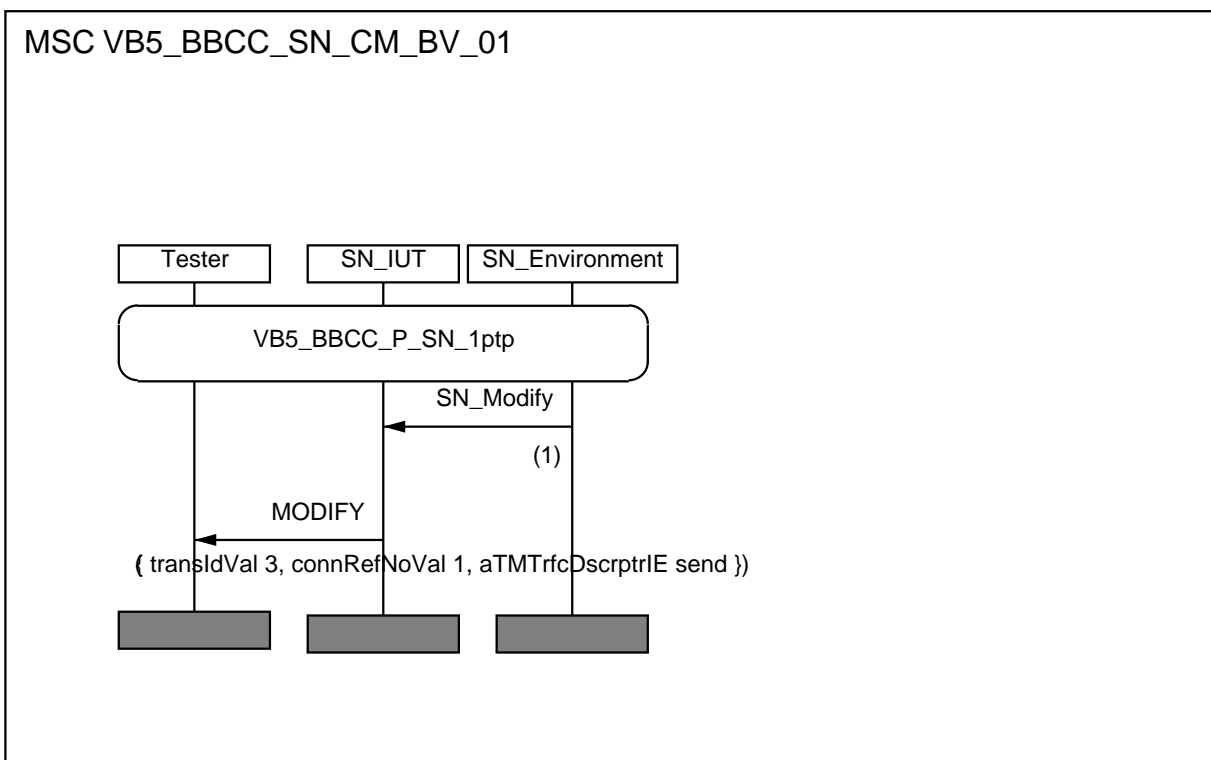 MSC VB5_BBCC_SN_CM_BV_01
Tester SN_IUT SN_Environment
VB5_BBCC_P_SN_1ptp
SN_Modify
(1)
MODIFY
({ transIdVal 3, connRefNoVal 1, aTMTrfcDscrptrIE send })